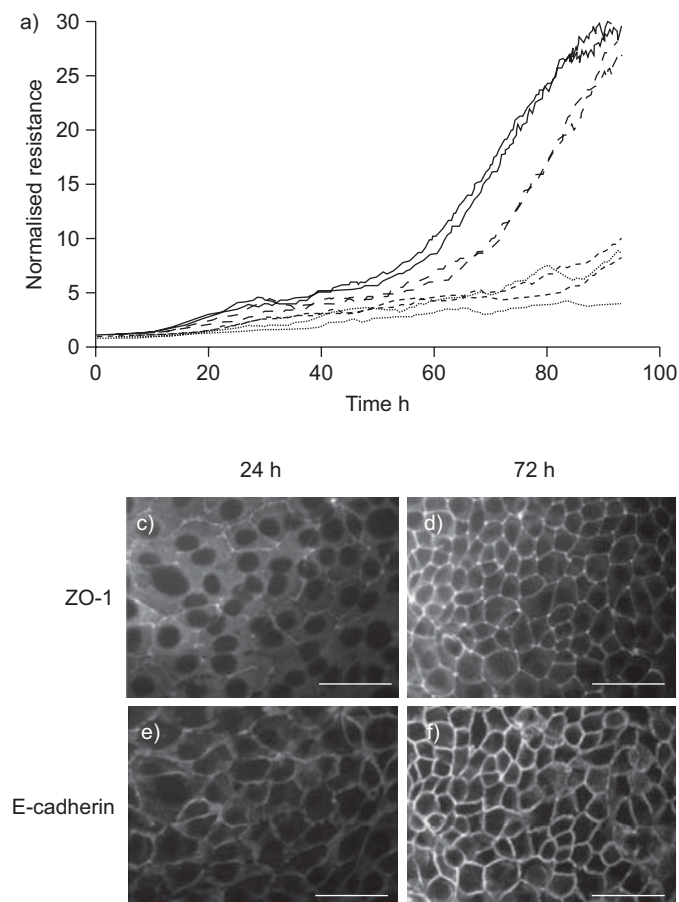 a)
30
25
20
15
10
5
0
Normalised resistance
0 20 40 60 80 100
Time h
24 h 72 h
c) d)
ZO-1
e) f)
E-cadherin